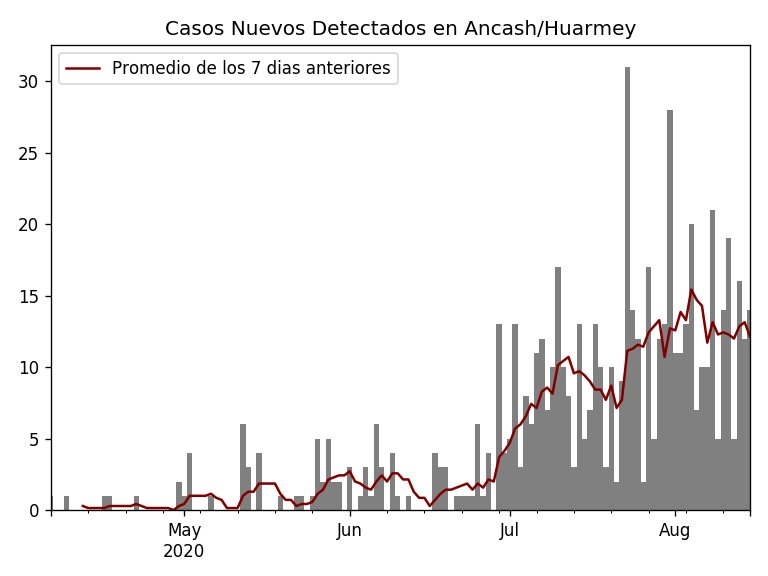 Casos Nuevos Detectados en Ancash/Huarmey
Promedio de los 7 dias anteriores
30
25
20
15
10
5
0
May
2020
Jun
Jul
Aug